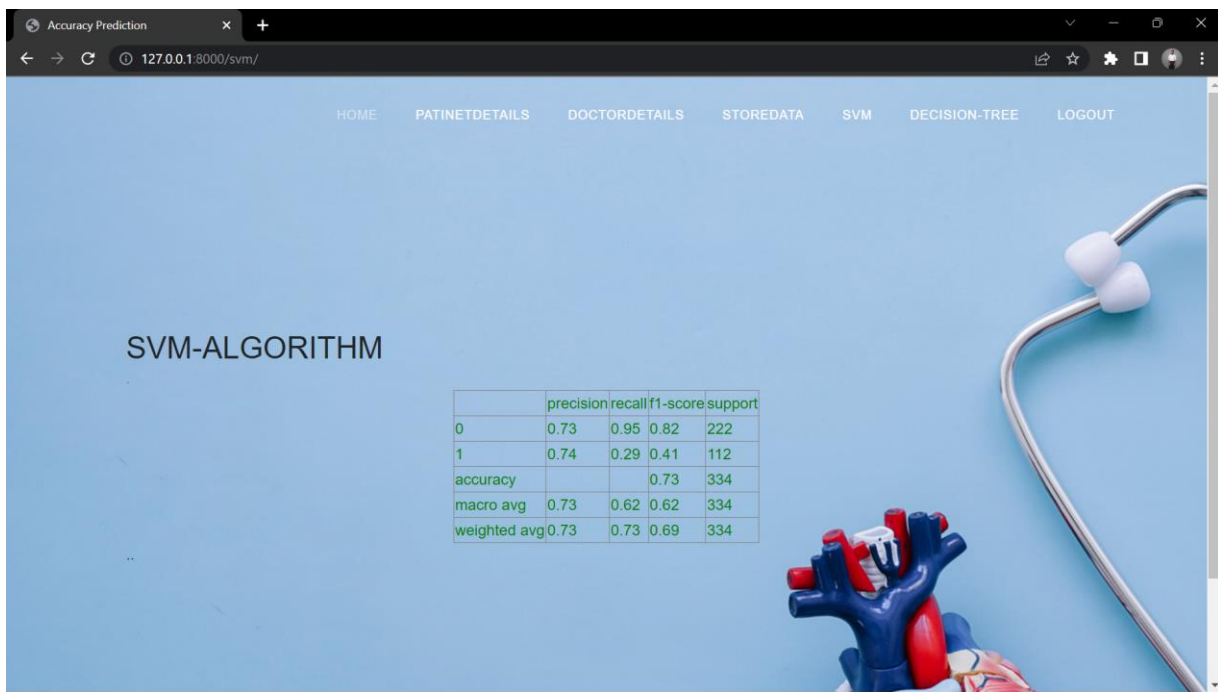 Accuracy Prediction
127.0.0.1:8000/svm/
HOME PATINETDETAILS DOCTORDETAILS STOREDATA SVM DECISION-TREE LOGOUT
SVM-ALGORITHM
.
precision recall f1-score support
0 0.73 0.95 0.82 222
1 0.74 0.29 0.41 112
accuracy 0.73 334
macro avg 0.73 0.62 0.62 334
weighted avg 0.73 0.73 0.69 334
..